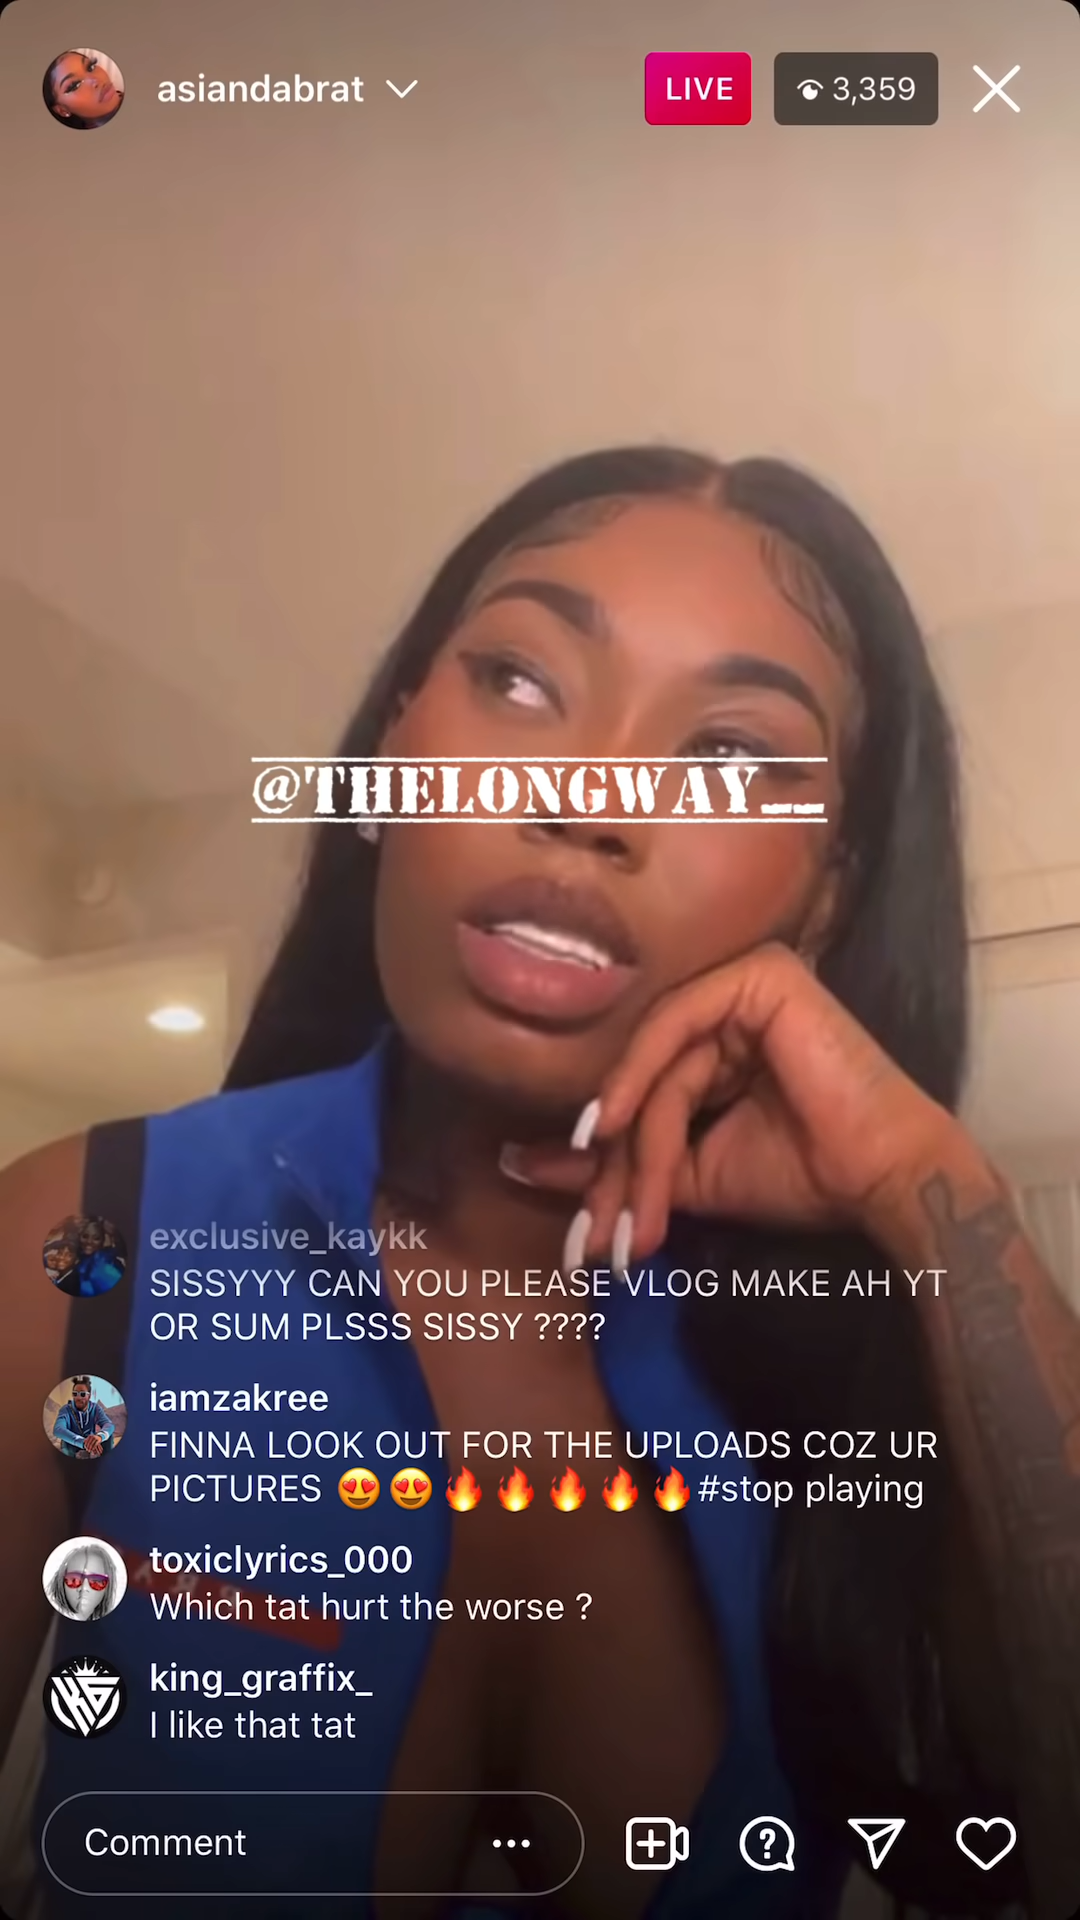 asiandabrat
LIVE
3,359
@THELONGWAY__
exclusive_kaykk
SISSYYY CAN YOU PLEASE VLOG MAKE AH YT
OR SUM PLSSS SISSY ????
iamzakree
FINNA LOOK OUT FOR THE UPLOADS COZ UR
PICTURES 😍😍🔥🔥🔥🔥🔥#stop playing
toxiclyrics_000
Which tat hurt the worse ?
king_graffix_
I like that tat
Comment